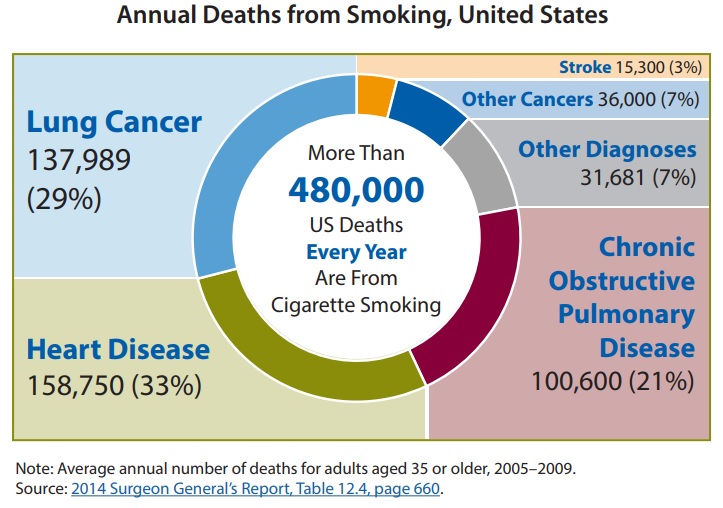 Annual Deaths from Smoking, United States
Stroke 15,300 (3%)
Other Cancers 36,000 (7%)
Other Diagnoses
31,681 (7%)
Chronic
Obstructive
Pulmonary
Disease
100,600 (21%)
Lung Cancer
137,989
(29%)
Heart Disease
158,750 (33%)
More Than
480,000
US Deaths
Every Year
Are From
Cigarette Smoking
Note: Average annual number of deaths for adults aged 35 or older, 2005–2009.
Source: 2014 Surgeon General's Report, Table 12.4, page 660.